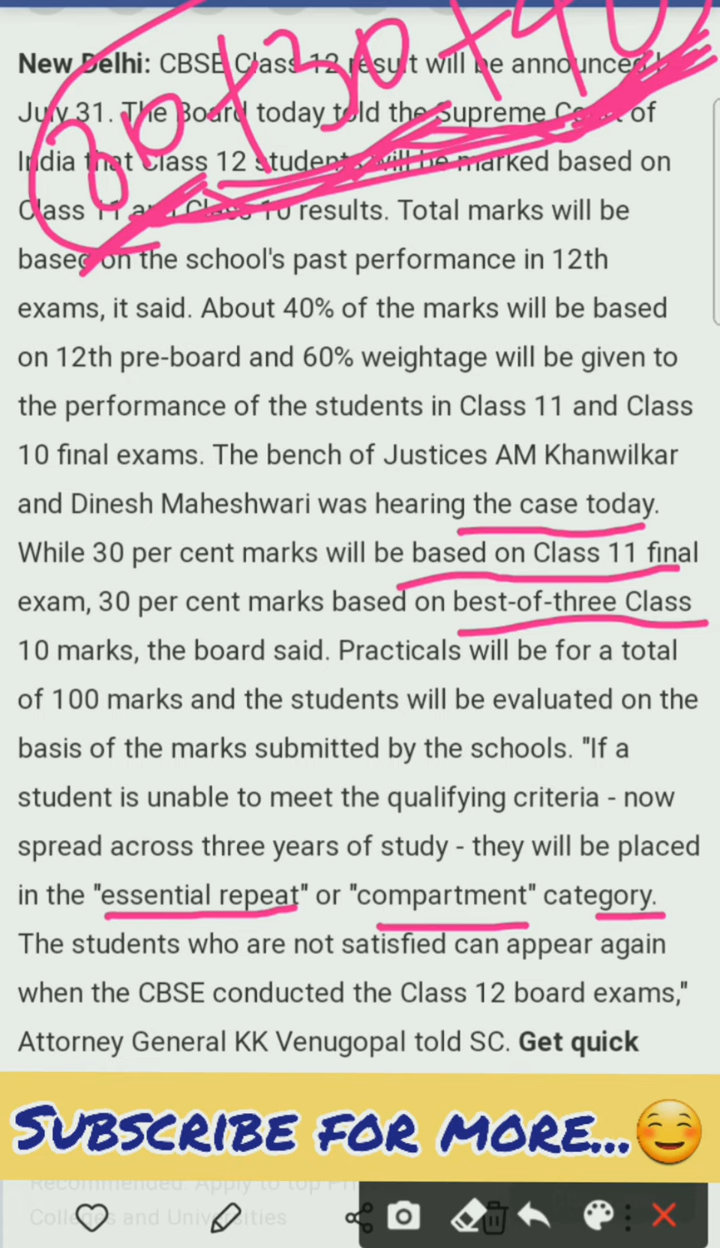 30+30+40
New Delhi: CBSE Class 12 result will be announced by
July 31. The Board today told the Supreme Court of
India that Class 12 students will be marked based on
Class 11 and Class 10 results. Total marks will be
based on the school's past performance in 12th
exams, it said. About 40% of the marks will be based
on 12th pre-board and 60% weightage will be given to
the performance of the students in Class 11 and Class
10 final exams. The bench of Justices AM Khanwilkar
and Dinesh Maheshwari was hearing the case today.
While 30 per cent marks will be based on Class 11 final
exam, 30 per cent marks based on best-of-three Class
10 marks, the board said. Practicals will be for a total
of 100 marks and the students will be evaluated on the
basis of the marks submitted by the schools. "If a
student is unable to meet the qualifying criteria - now
spread across three years of study - they will be placed
in the "essential repeat" or "compartment" category.
The students who are not satisfied can appear again
when the CBSE conducted the Class 12 board exams,"
Attorney General KK Venugopal told SC. Get quick
SUBSCRIBE FOR MORE...
Recommended: Apply to top
Colleges and Universities